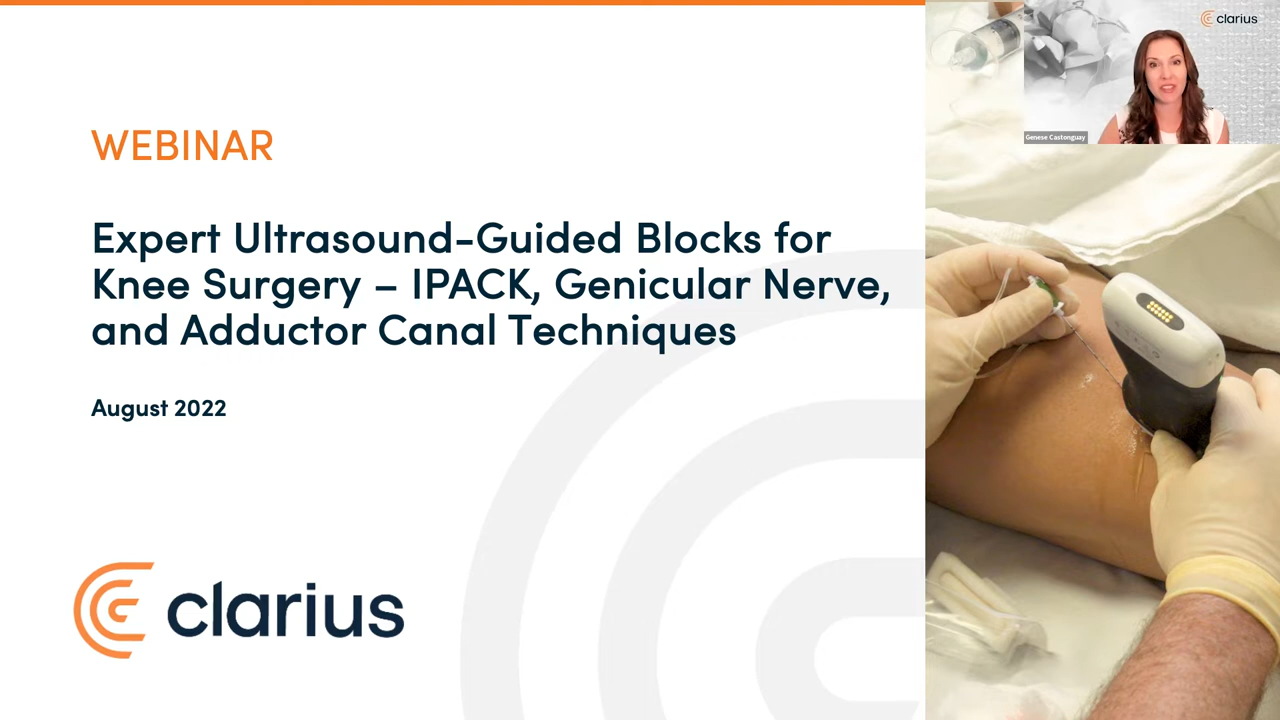 WEBINAR
Expert Ultrasound-Guided Blocks for
Knee Surgery – IPACK, Genicular Nerve,
and Adductor Canal Techniques
August 2022
clarius
clarius
Genese Castonguay